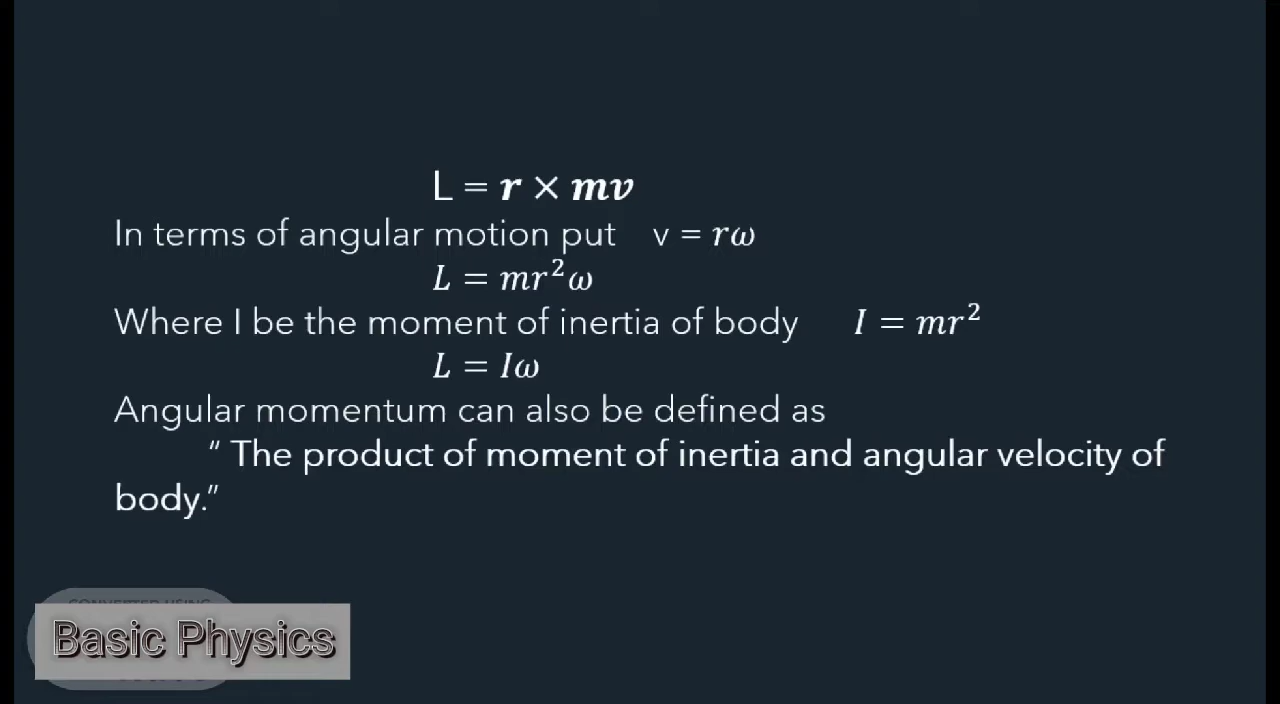 L = r × mv
In terms of angular motion put v = rω
L = mr²ω
Where I be the moment of inertia of body I = mr²
L = Iω
Angular momentum can also be defined as
“ The product of moment of inertia and angular velocity of
body.”
CONVERTED USING
Basic Physics